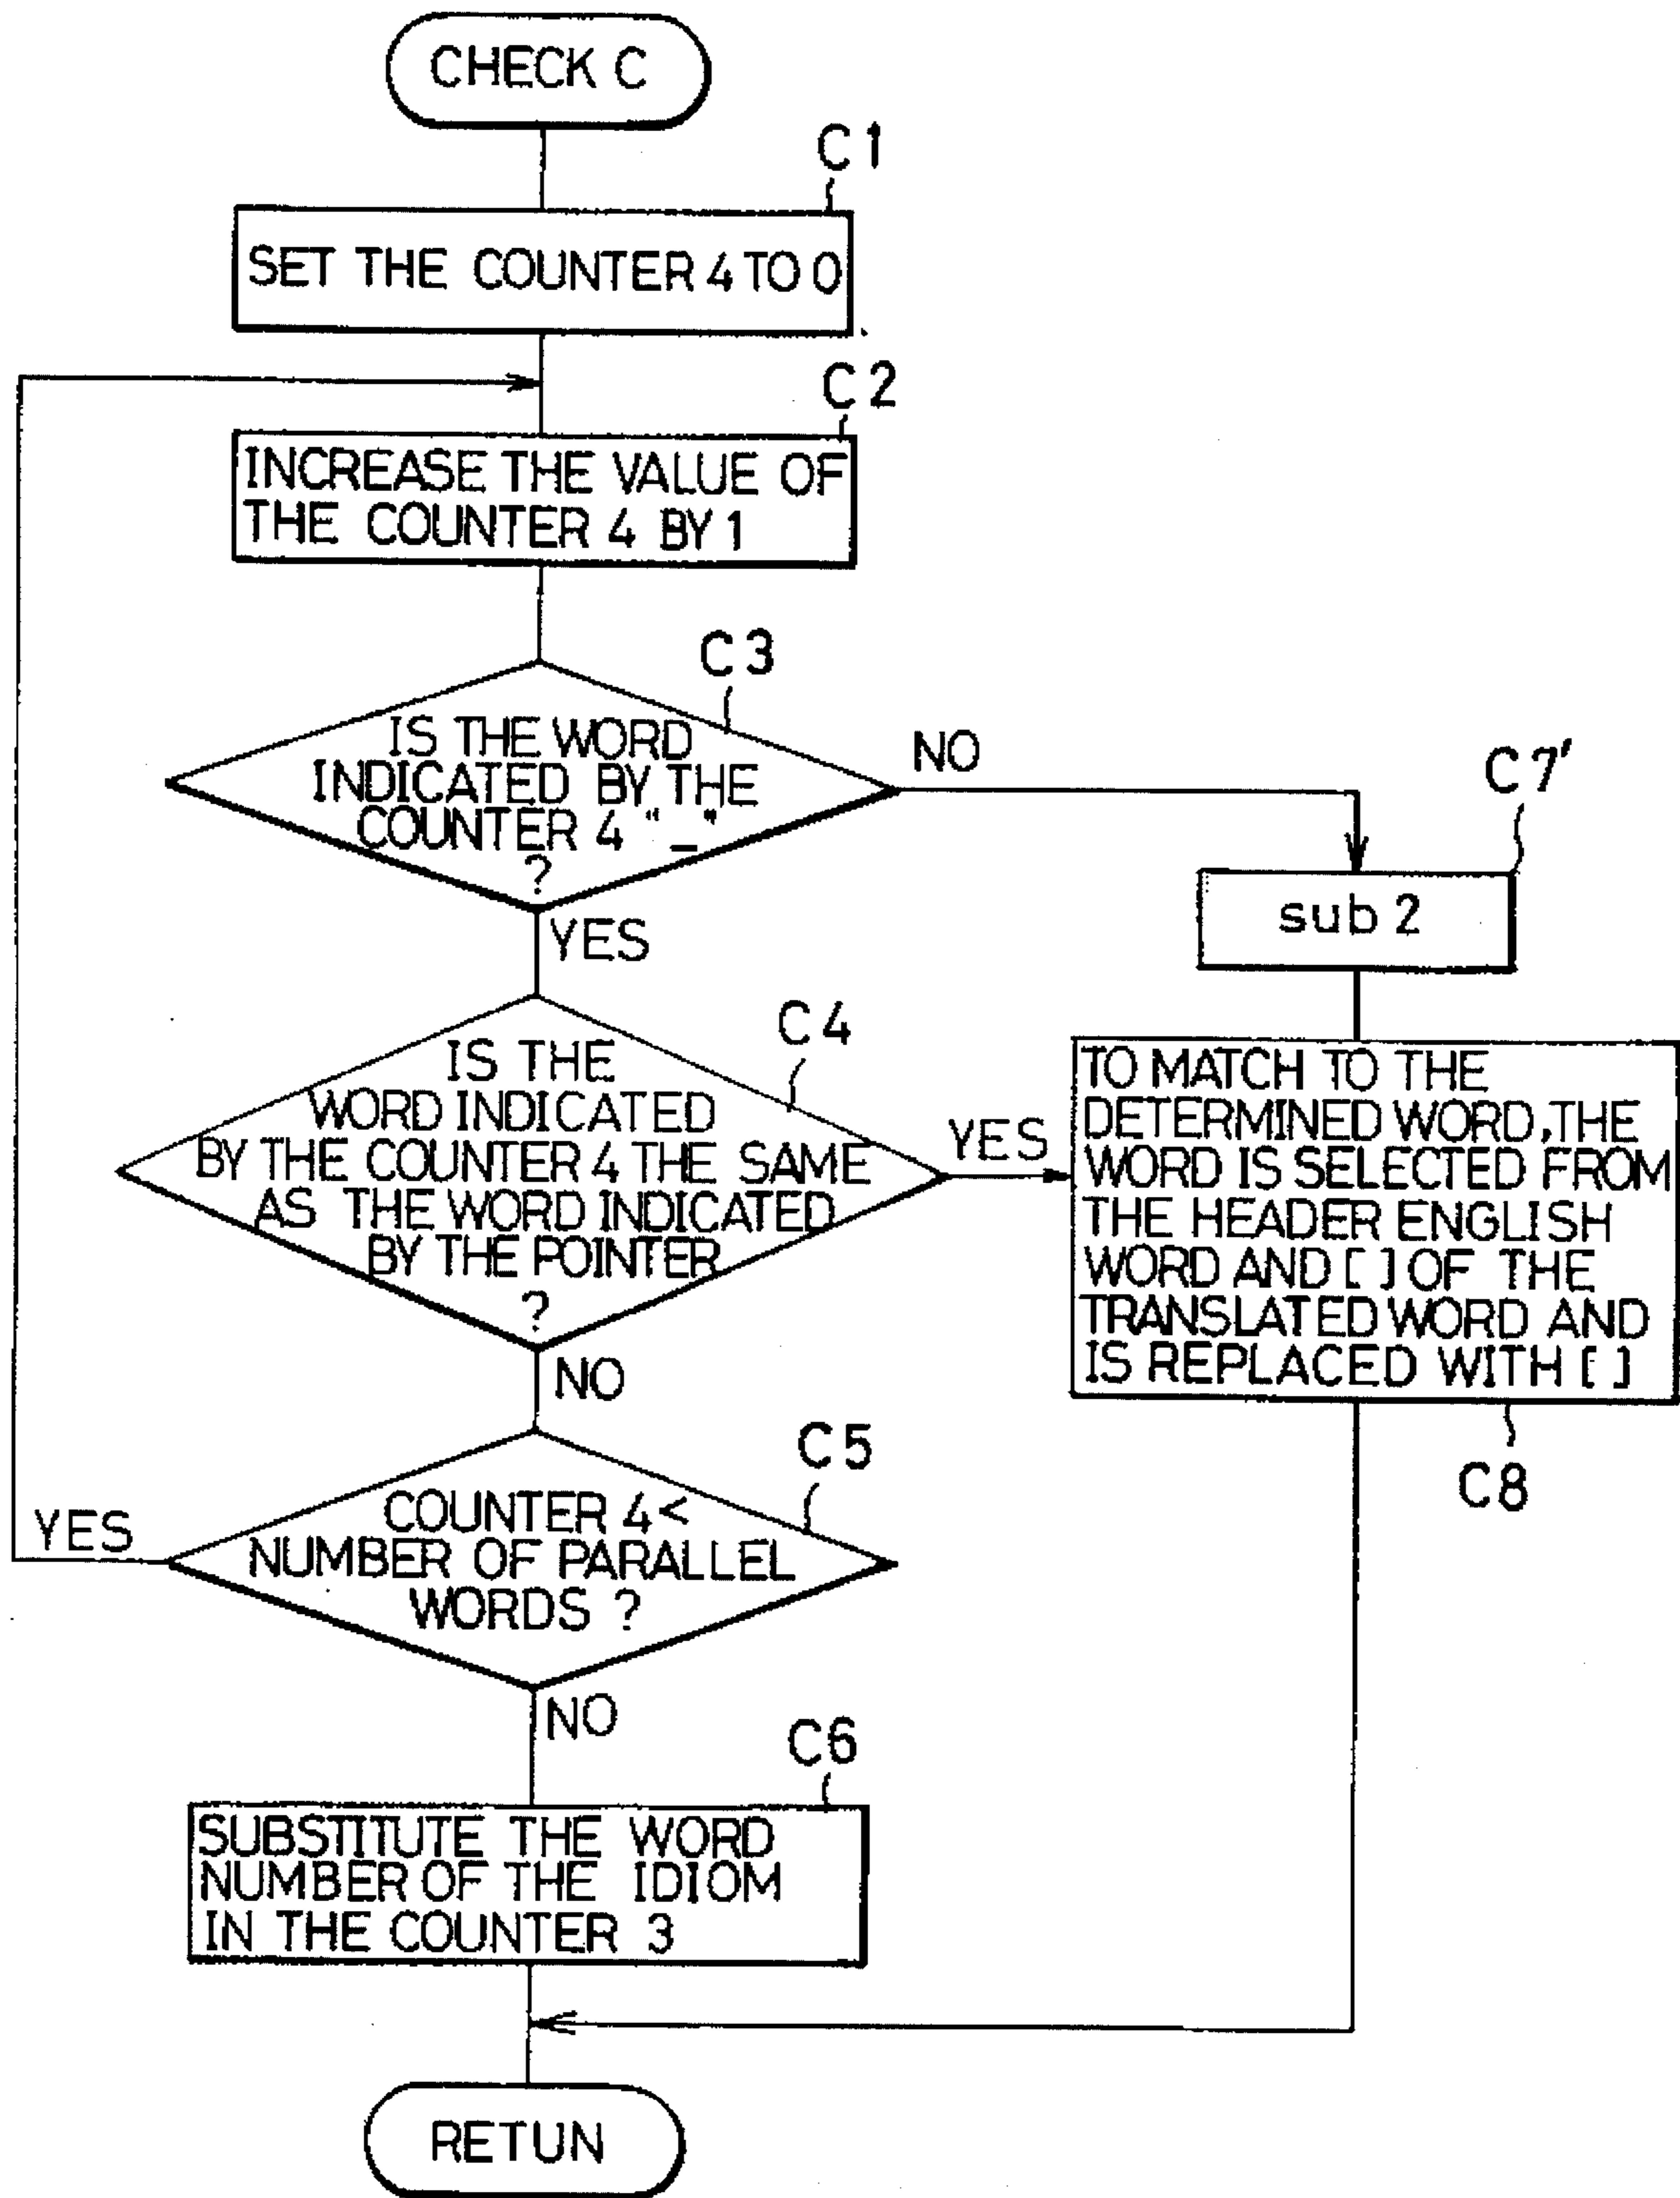 CHECK C
C1
SET THE COUNTER 4 TO 0
C2
INCREASE THE VALUE OF
THE COUNTER 4 BY 1
C3
IS THE WORD
INDICATED BY THE
COUNTER 4 "_"
?
NO
YES
C7'
sub 2
C4
IS THE
WORD INDICATED
BY THE COUNTER 4 THE SAME
AS THE WORD INDICATED
BY THE POINTER
?
YES
NO
TO MATCH TO THE
DETERMINED WORD, THE
WORD IS SELECTED FROM
THE HEADER ENGLISH
WORD AND [ ] OF THE
TRANSLATED WORD AND
IS REPLACED WITH [ ]
C8
C5
COUNTER 4 <
NUMBER OF PARALLEL
WORDS ?
YES
NO
C6
SUBSTITUTE THE WORD
NUMBER OF THE IDIOM
IN THE COUNTER 3
RETUN